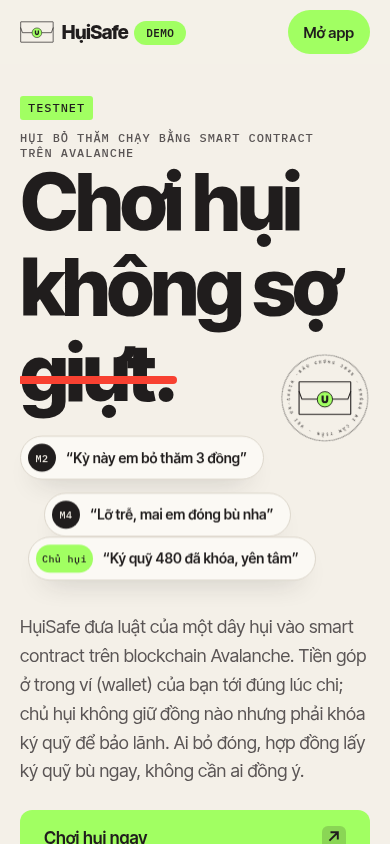 HụiSafe DEMO
Mở app
TESTNET
HỤI BỎ THĂM CHẠY BẰNG SMART CONTRACT
TRÊN AVALANCHE
Chơi hụi
không sợ
giựt.
M2 “Kỳ này em bỏ thăm 3 đồng”
M4 “Lỡ trễ, mai em đóng bù nha”
Chủ hụi “Ký quỹ 480 đã khóa, yên tâm”
HụiSafe đưa luật của một dây hụi vào smart
contract trên blockchain Avalanche. Tiền góp
ở trong ví (wallet) của bạn tới đúng lúc chi;
chủ hụi không giữ đồng nào nhưng phải khóa
ký quỹ để bảo lãnh. Ai bỏ đóng, hợp đồng lấy
ký quỹ bù ngay, không cần ai đồng ý.
Chơi hụi ngay